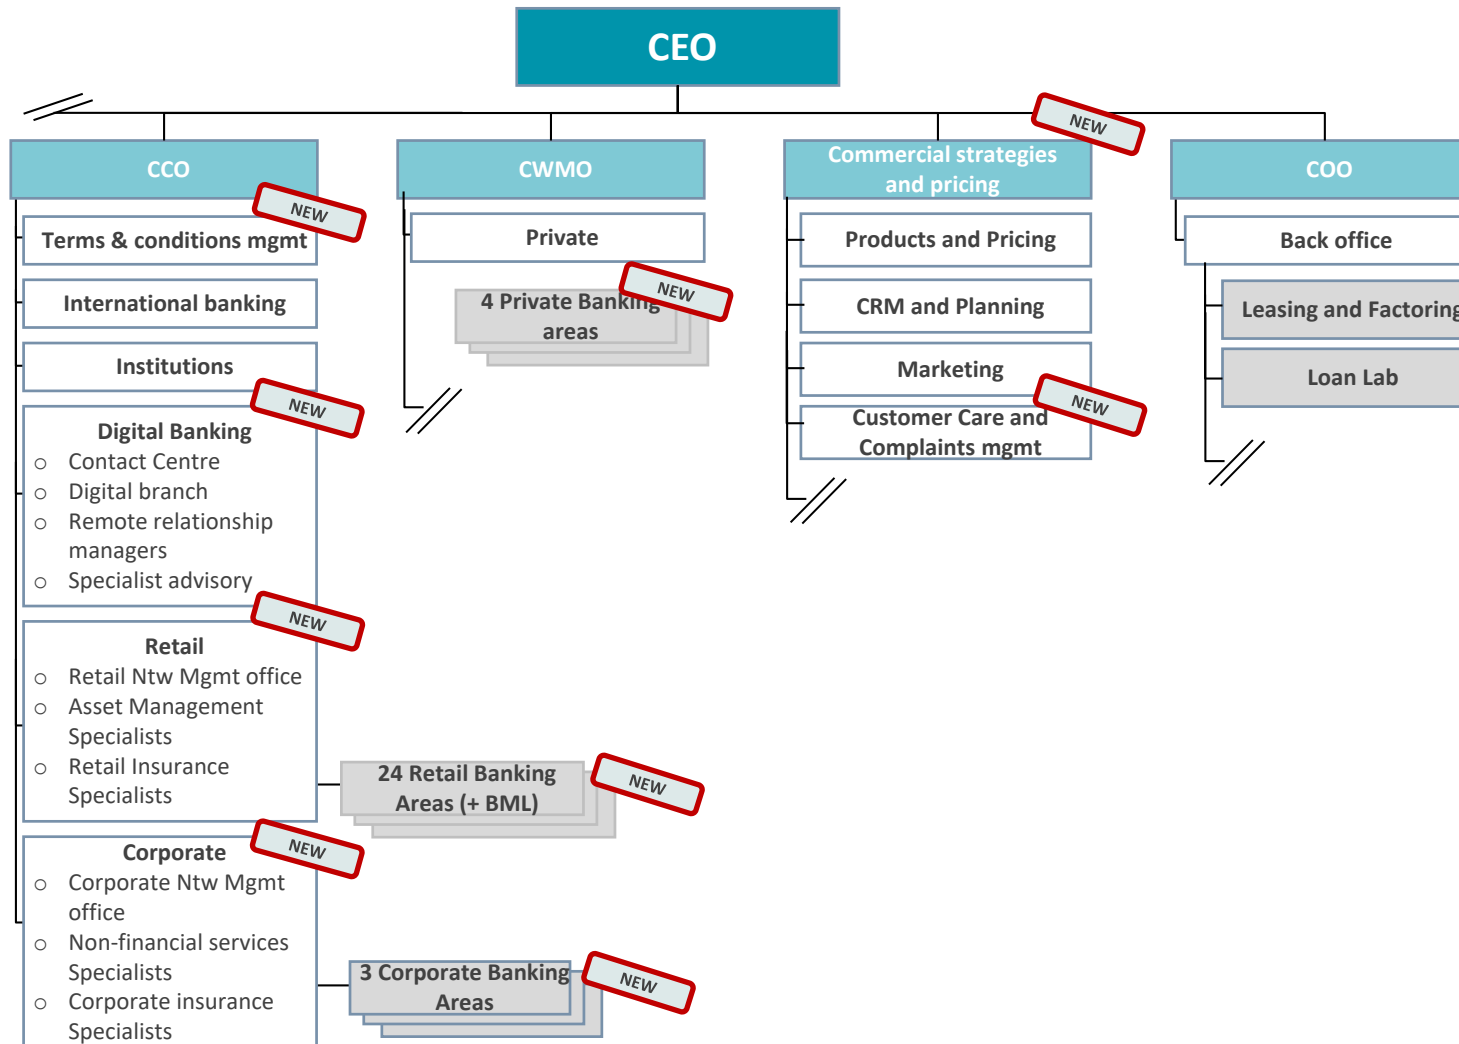 CEO
NEW
CCO
CWMO
Commercial strategies
and pricing
COO
NEW
Terms & conditions mgmt
Private
Products and Pricing
Back office
NEW
International banking
4 Private Banking
areas
CRM and Planning
Leasing and Factoring
Institutions
Marketing
Loan Lab
NEW
NEW
Digital Banking
Customer Care and
Complaints mgmt
o Contact Centre
o Digital branch
o Remote relationship
managers
o Specialist advisory
NEW
Retail
o Retail Ntw Mgmt office
o Asset Management
Specialists
o Retail Insurance
Specialists
24 Retail Banking
Areas (+ BML)
NEW
NEW
Corporate
o Corporate Ntw Mgmt
office
o Non-financial services
Specialists
o Corporate insurance
Specialists
3 Corporate Banking
Areas
NEW